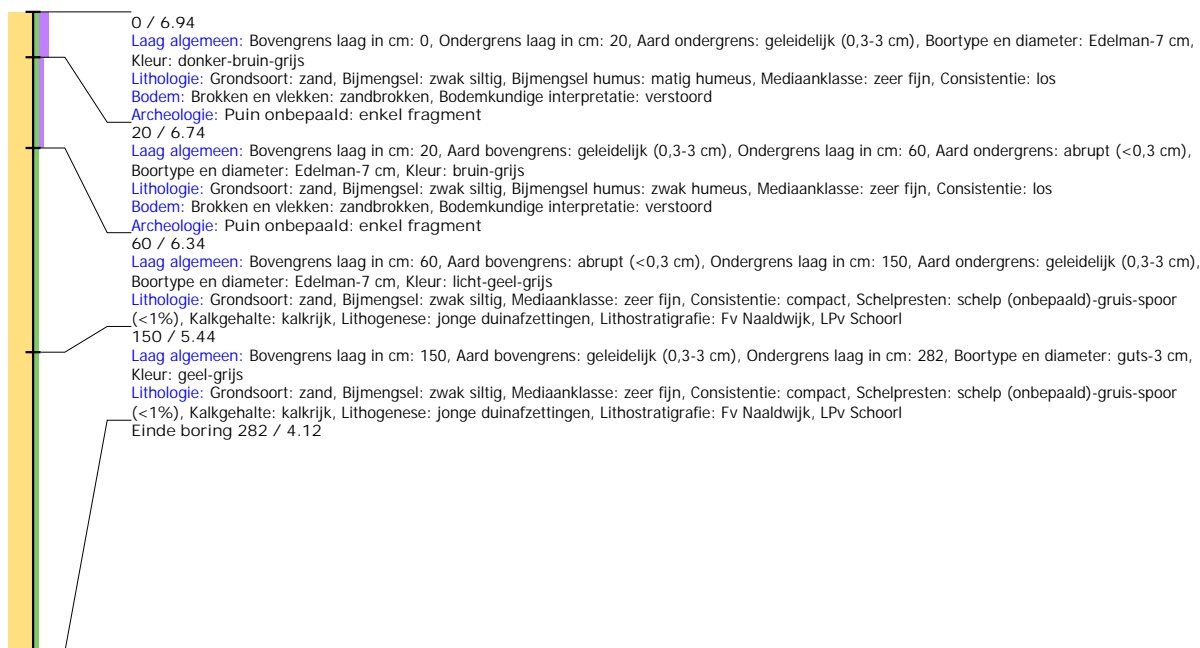 0 / 6.94
Laag algemeen: Bovengrens laag in cm: 0, Ondergrens laag in cm: 20, Aard ondergrens: geleidelijk (0,3-3 cm), Boortype en diameter: Edelman-7 cm,
Kleur: donker-bruin-grijs
Lithologie: Grondsoort: zand, Bijmengsel: zwak siltig, Bijmengsel humus: matig humeus, Mediaanklasse: zeer fijn, Consistentie: los
Bodem: Brokken en vlekken: zandbrokken, Bodemkundige interpretatie: verstoord
Archeologie: Puin onbepaald: enkel fragment
20 / 6.74
Laag algemeen: Bovengrens laag in cm: 20, Aard bovengrens: geleidelijk (0,3-3 cm), Ondergrens laag in cm: 60, Aard ondergrens: abrupt (<0,3 cm),
Boortype en diameter: Edelman-7 cm, Kleur: bruin-grijs
Lithologie: Grondsoort: zand, Bijmengsel: zwak siltig, Bijmengsel humus: zwak humeus, Mediaanklasse: zeer fijn, Consistentie: los
Bodem: Brokken en vlekken: zandbrokken, Bodemkundige interpretatie: verstoord
Archeologie: Puin onbepaald: enkel fragment
60 / 6.34
Laag algemeen: Bovengrens laag in cm: 60, Aard bovengrens: abrupt (<0,3 cm), Ondergrens laag in cm: 150, Aard ondergrens: geleidelijk (0,3-3 cm),
Boortype en diameter: Edelman-7 cm, Kleur: licht-geel-grijs
Lithologie: Grondsoort: zand, Bijmengsel: zwak siltig, Mediaanklasse: zeer fijn, Consistentie: compact, Schelpresten: schelp (onbepaald)-gruis-spoor
(<1%), Kalkgehalte: kalkrijk, Lithogenese: jonge duinafzettingen, Lithostratigrafie: Fv Naaldwijk, LPv Schoorl
150 / 5.44
Laag algemeen: Bovengrens laag in cm: 150, Aard bovengrens: geleidelijk (0,3-3 cm), Ondergrens laag in cm: 282, Boortype en diameter: guts-3 cm,
Kleur: geel-grijs
Lithologie: Grondsoort: zand, Bijmengsel: zwak siltig, Mediaanklasse: zeer fijn, Consistentie: compact, Schelpresten: schelp (onbepaald)-gruis-spoor
(<1%), Kalkgehalte: kalkrijk, Lithogenese: jonge duinafzettingen, Lithostratigrafie: Fv Naaldwijk, LPv Schoorl
Einde boring 282 / 4.12